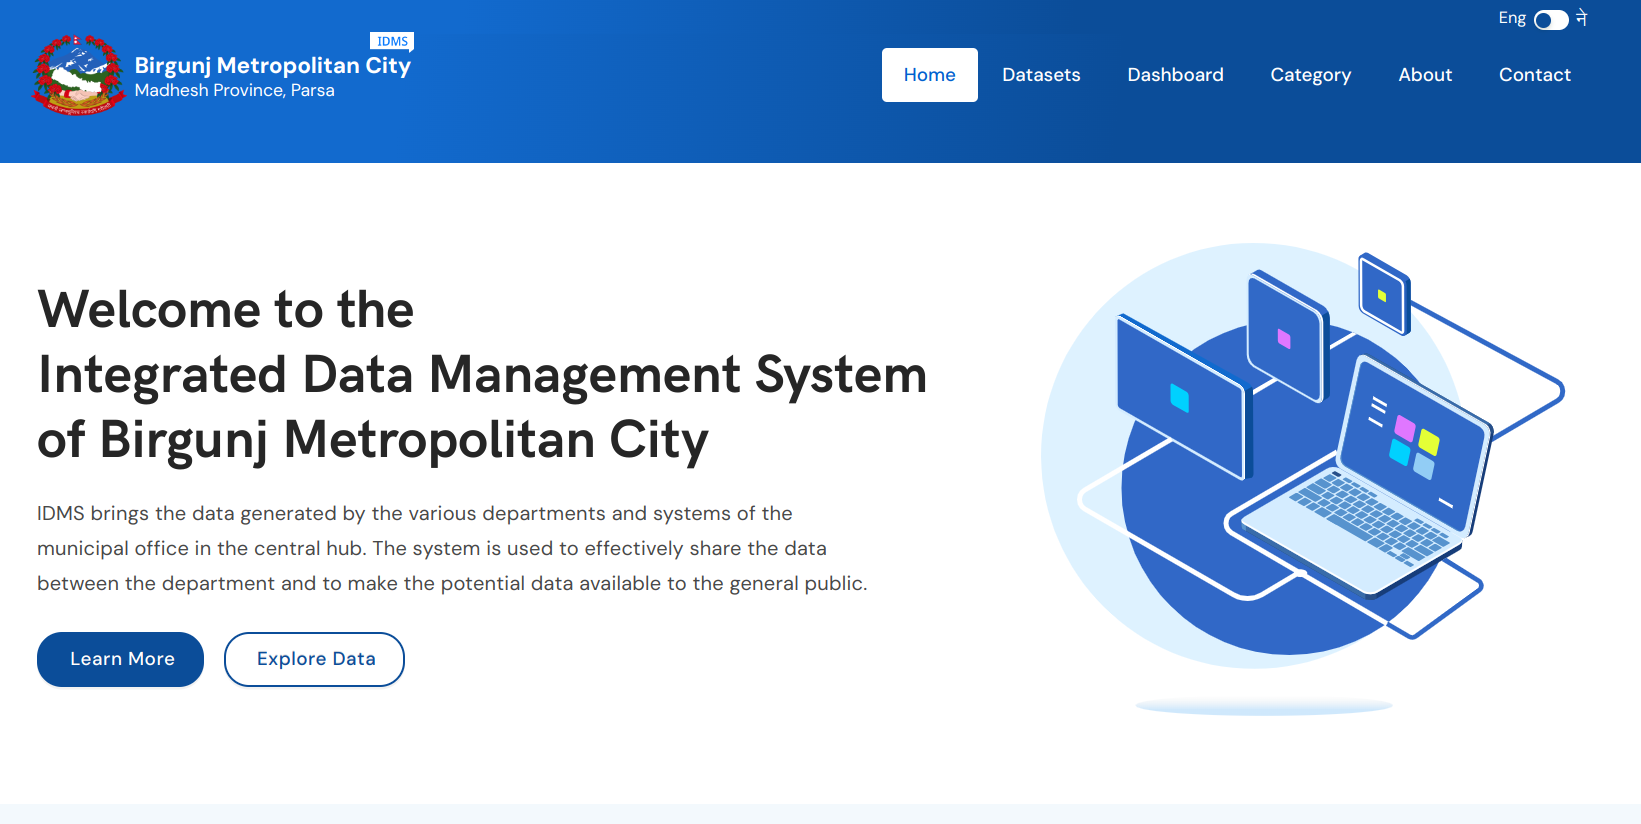 Eng ने
IDMS
Birgunj Metropolitan City
Madhesh Province, Parsa
Home Datasets Dashboard Category About Contact
Welcome to the
Integrated Data Management System
of Birgunj Metropolitan City
IDMS brings the data generated by the various departments and systems of the
municipal office in the central hub. The system is used to effectively share the data
between the department and to make the potential data available to the general public.
Learn More Explore Data